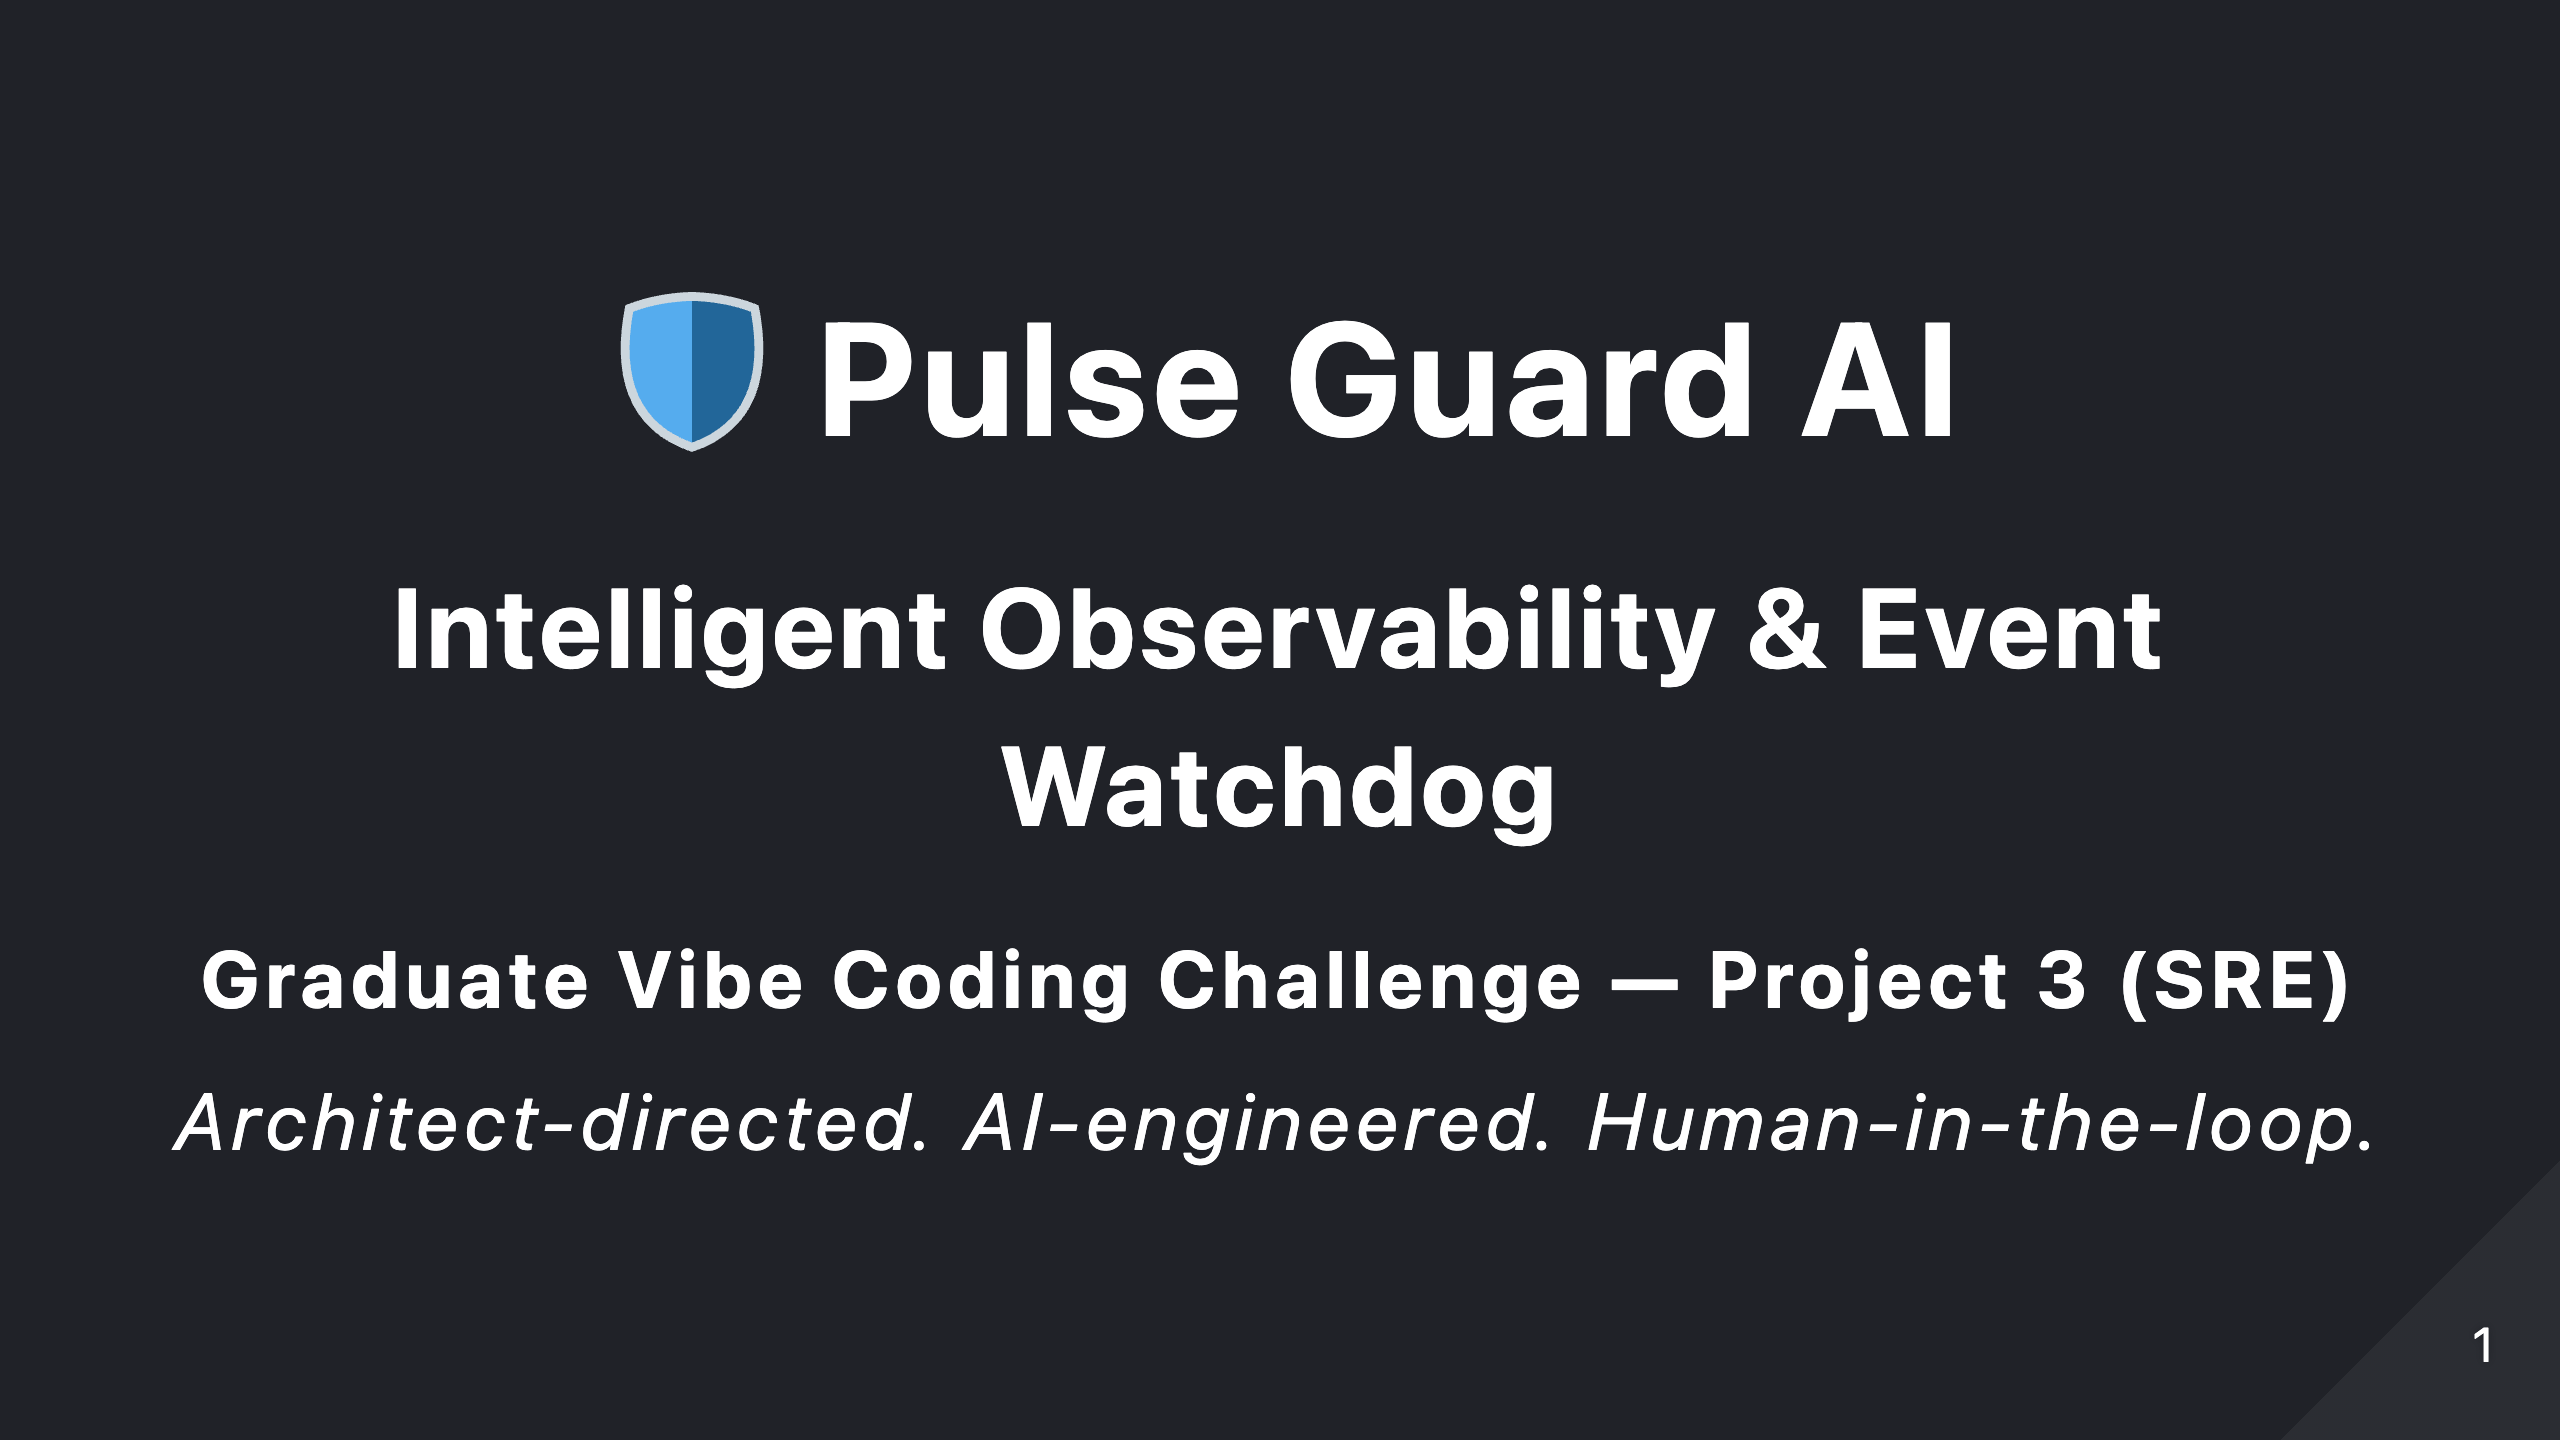 Pulse Guard AI
Intelligent Observability & Event
Watchdog
Graduate Vibe Coding Challenge — Project 3 (SRE)
Architect-directed. AI-engineered. Human-in-the-loop.
1